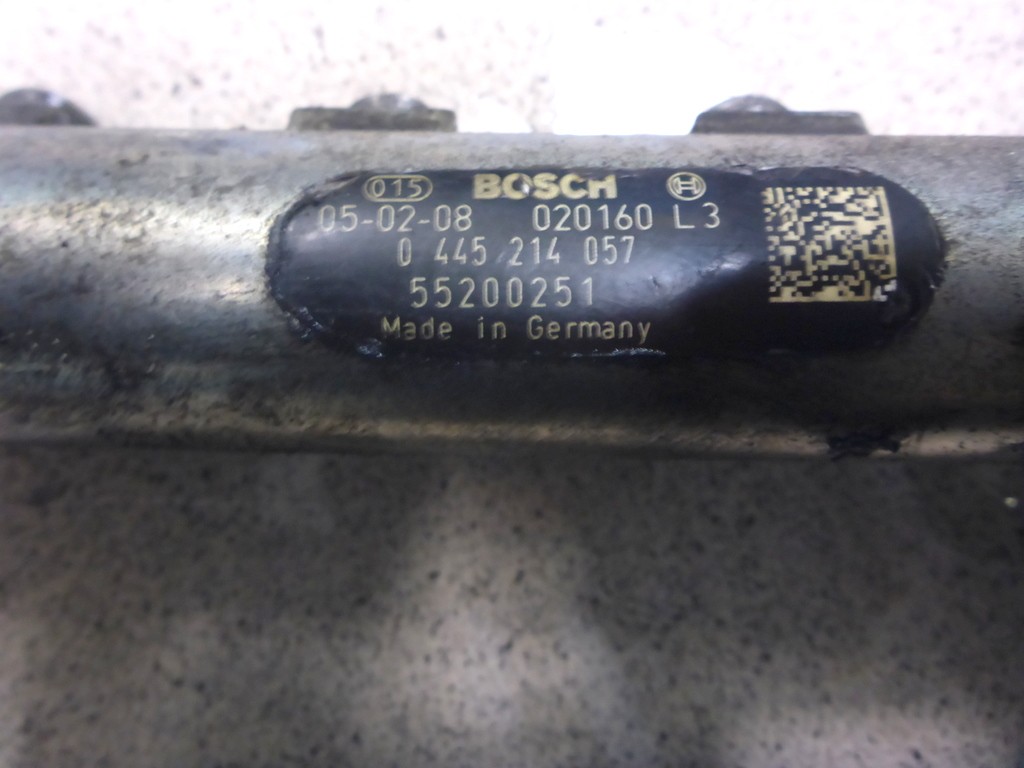 015 BOSCH H
05-02-08 020160 L3
0 445 214 057
55200251
Made in Germany